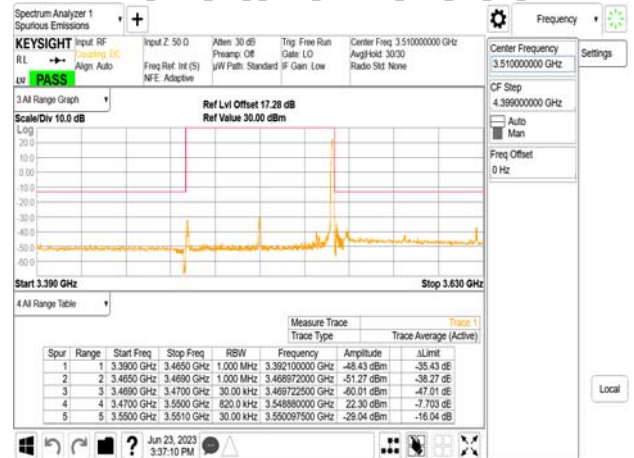 Spectrum Analyzer 1
Spurious Emissions
+
Frequency
KEYSIGHT
Input: RF
Coupling: DC
Align: Auto
Input Z: 50 Ω
Freq Ref: Int (S)
NFE: Adaptive
Atten: 30 dB
Preamp: Off
µW Path: Standard
Trig: Free Run
Gate: LO
IF Gain: Low
Center Freq: 3.510000000 GHz
Avg|Hold: 30/30
Radio Std: None
RL
PASS
Center Frequency
3.510000000 GHz
Settings
CF Step
4.399000000 GHz
Auto
Man
Freq Offset
0 Hz
Local
3 All Range Graph
Scale/Div 10.0 dB
Ref Lvl Offset 17.28 dB
Ref Value 30.00 dBm
Log
20.0
10.0
0.00
-10.0
-20.0
-30.0
-40.0
-50.0
-60.0
Start 3.390 GHz
Stop 3.630 GHz
4 All Range Table
Measure Trace Trace 1
Trace Type Trace Average (Active)
Spur Range Start Freq Stop Freq RBW Frequency Amplitude ΔLimit
1 1 3.3900 GHz 3.4650 GHz 1.000 MHz 3.392100000 GHz -48.43 dBm -35.43 dB
2 2 3.4650 GHz 3.4690 GHz 1.000 MHz 3.468972000 GHz -51.27 dBm -38.27 dB
3 3 3.4690 GHz 3.4700 GHz 30.00 kHz 3.469722500 GHz -60.01 dBm -47.01 dB
4 4 3.4700 GHz 3.5500 GHz 820.0 kHz 3.548880000 GHz 22.30 dBm -7.703 dB
5 5 3.5500 GHz 3.5510 GHz 30.00 kHz 3.550097500 GHz -29.04 dBm -16.04 dB
?
Jun 23, 2023
3:37:10 PM